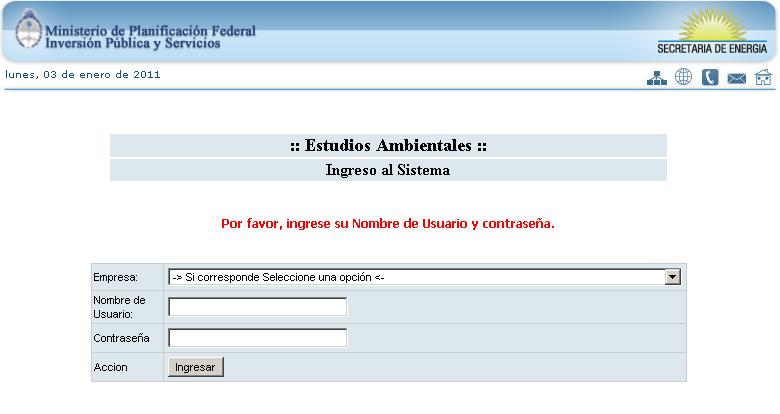 Ministerio de Planificación Federal
Inversión Pública y Servicios
SECRETARIA DE ENERGIA
lunes, 03 de enero de 2011
:: Estudios Ambientales ::
Ingreso al Sistema
Por favor, ingrese su Nombre de Usuario y contraseña.
Empresa: -> Si corresponde Seleccione una opción <-
Nombre de
Usuario:
Contraseña
Accion Ingresar